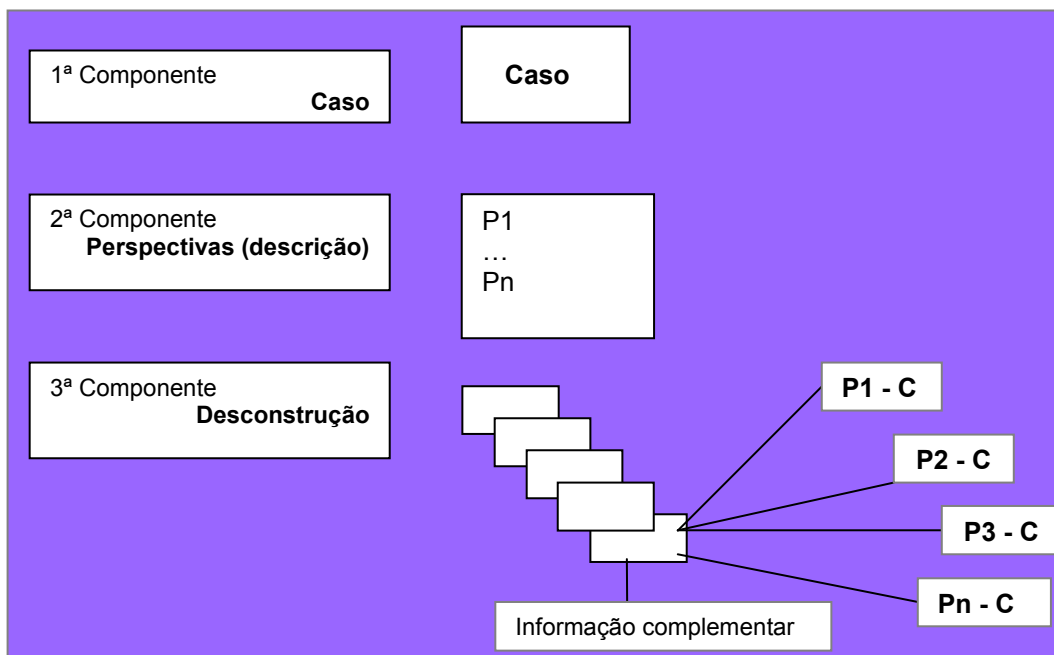 1ª Componente
Caso
Caso
2ª Componente
Perspectivas (descrição)
P1
…
Pn
3ª Componente
Desconstrução
P1 - C
P2 - C
P3 - C
Pn - C
Informação complementar